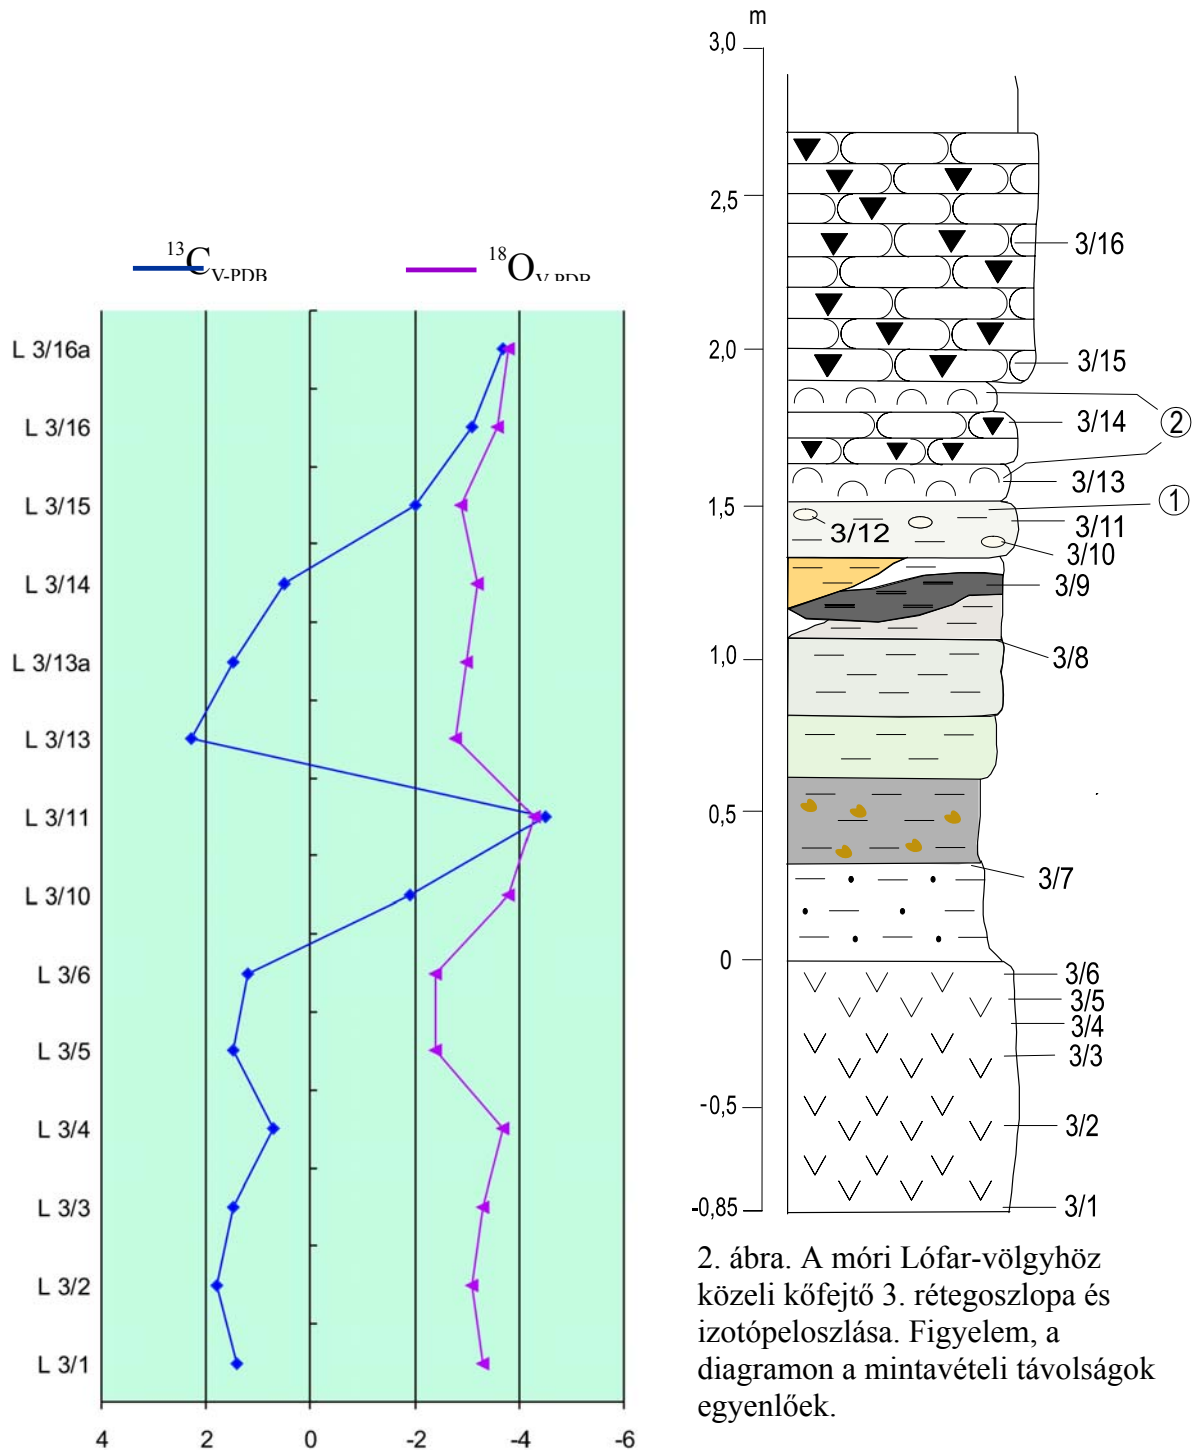 13C V-PDB
18O V-PDB
L 3/16a
L 3/16
L 3/15
L 3/14
L 3/13a
L 3/13
L 3/11
L 3/10
L 3/6
L 3/5
L 3/4
L 3/3
L 3/2
L 3/1
4 2 0 -2 -4 -6
m
3,0
2,5
2,0
1,5
1,0
0,5
0
-0,5
-0,85
3/16
3/15
2
3/14
3/13
1
3/11
3/12
3/10
3/9
3/8
3/7
3/6
3/5
3/4
3/3
3/2
3/1
2. ábra. A móri Lófar-völgyhöz
közeli kőfejtő 3. rétegoszlopa és
izotópeloszlása. Figyelem, a
diagramon a mintavételi távolságok
egyenlőek.